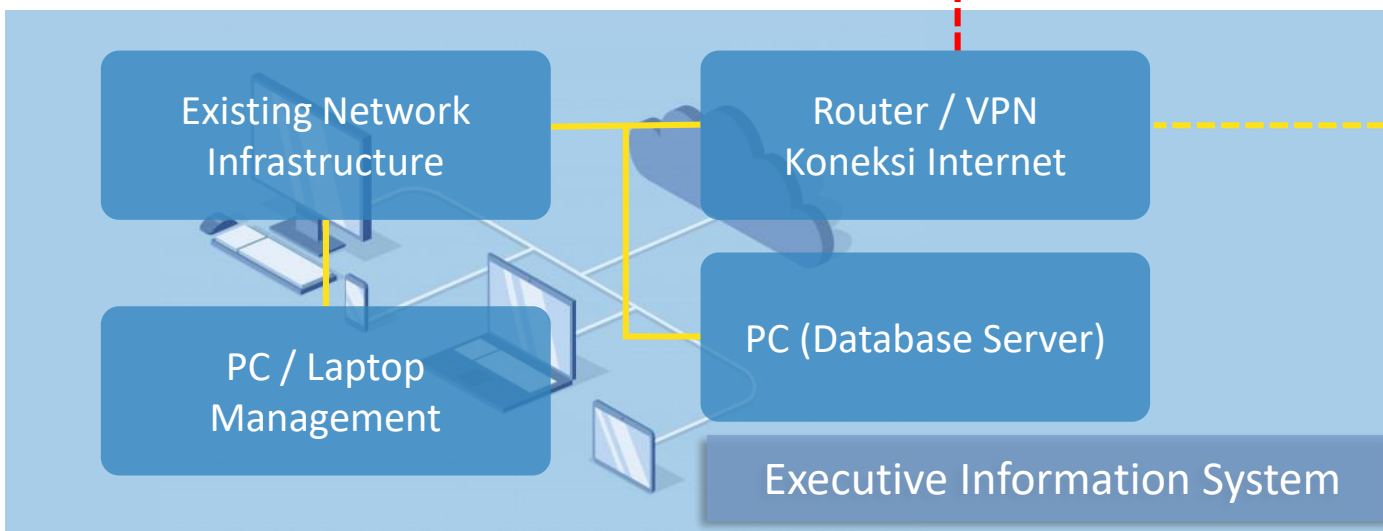 Existing Network
Infrastructure
Router / VPN
Koneksi Internet
PC / Laptop
Management
PC (Database Server)
Executive Information System